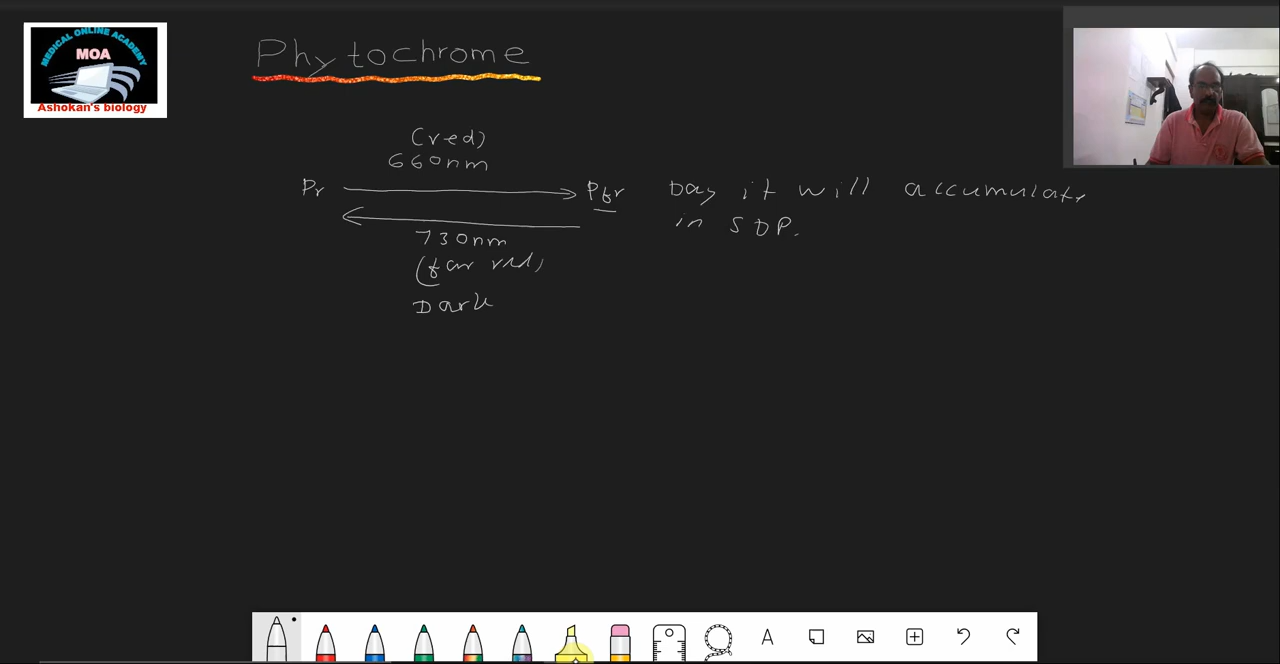 MEDICAL ONLINE ACADEMY
MOA
Ashokan's biology
Phytochrome
(red)
660nm
Pr
Pfr Day it will accumulate
in SDP.
730nm
(far red)
Dark
A